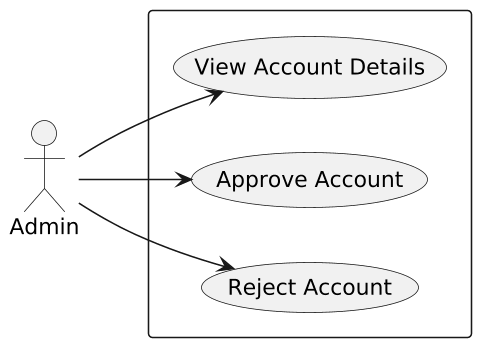 View Account Details
Approve Account
Admin
Reject Account